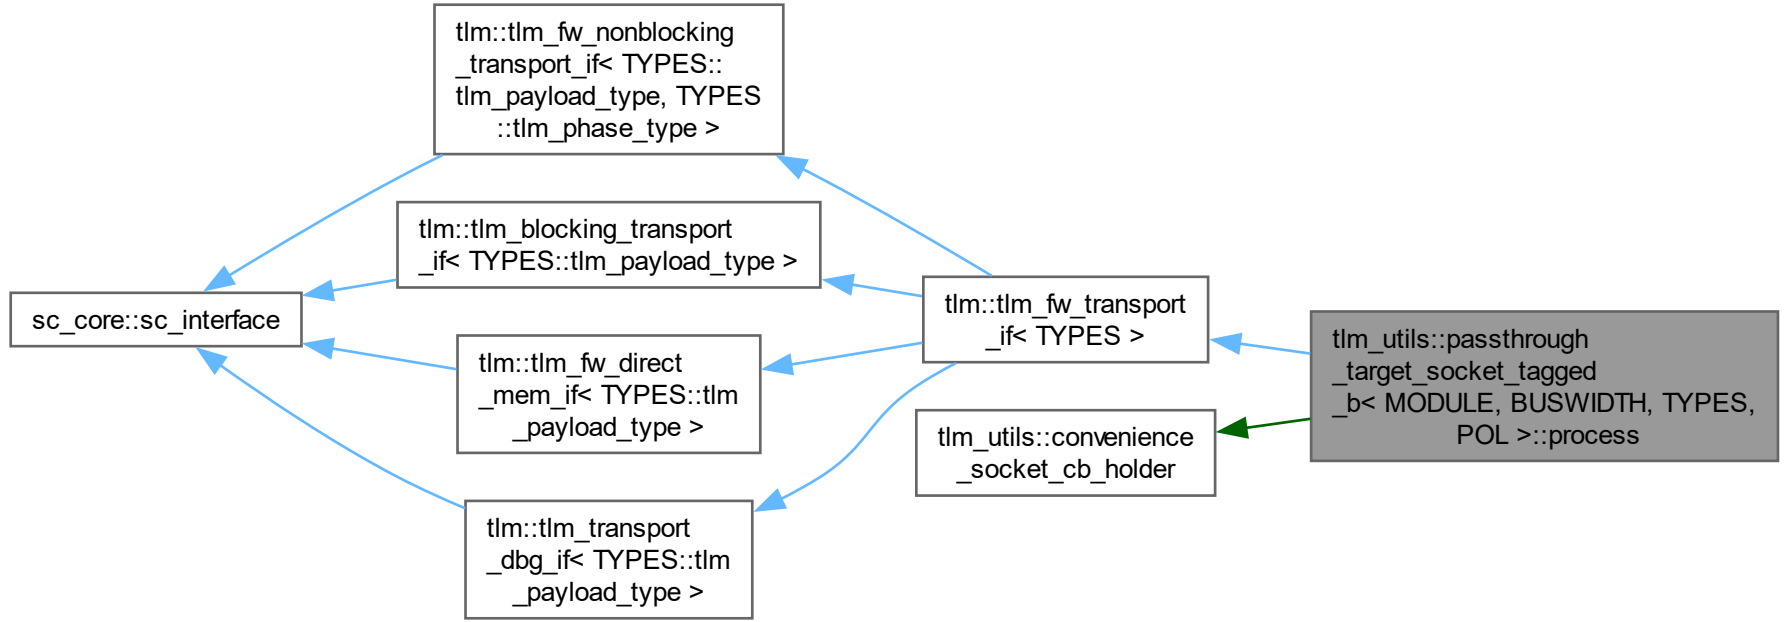 tlm::tlm_fw_nonblocking
_transport_if< TYPES::
tlm_payload_type, TYPES
::tlm_phase_type >
tlm::tlm_blocking_transport
_if< TYPES::tlm_payload_type >
sc_core::sc_interface
tlm::tlm_fw_direct
_mem_if< TYPES::tlm
_payload_type >
tlm::tlm_transport
_dbg_if< TYPES::tlm
_payload_type >
tlm::tlm_fw_transport
_if< TYPES >
tlm_utils::convenience
_socket_cb_holder
tlm_utils::passthrough
_target_socket_tagged
_b< MODULE, BUSWIDTH, TYPES,
POL >::process